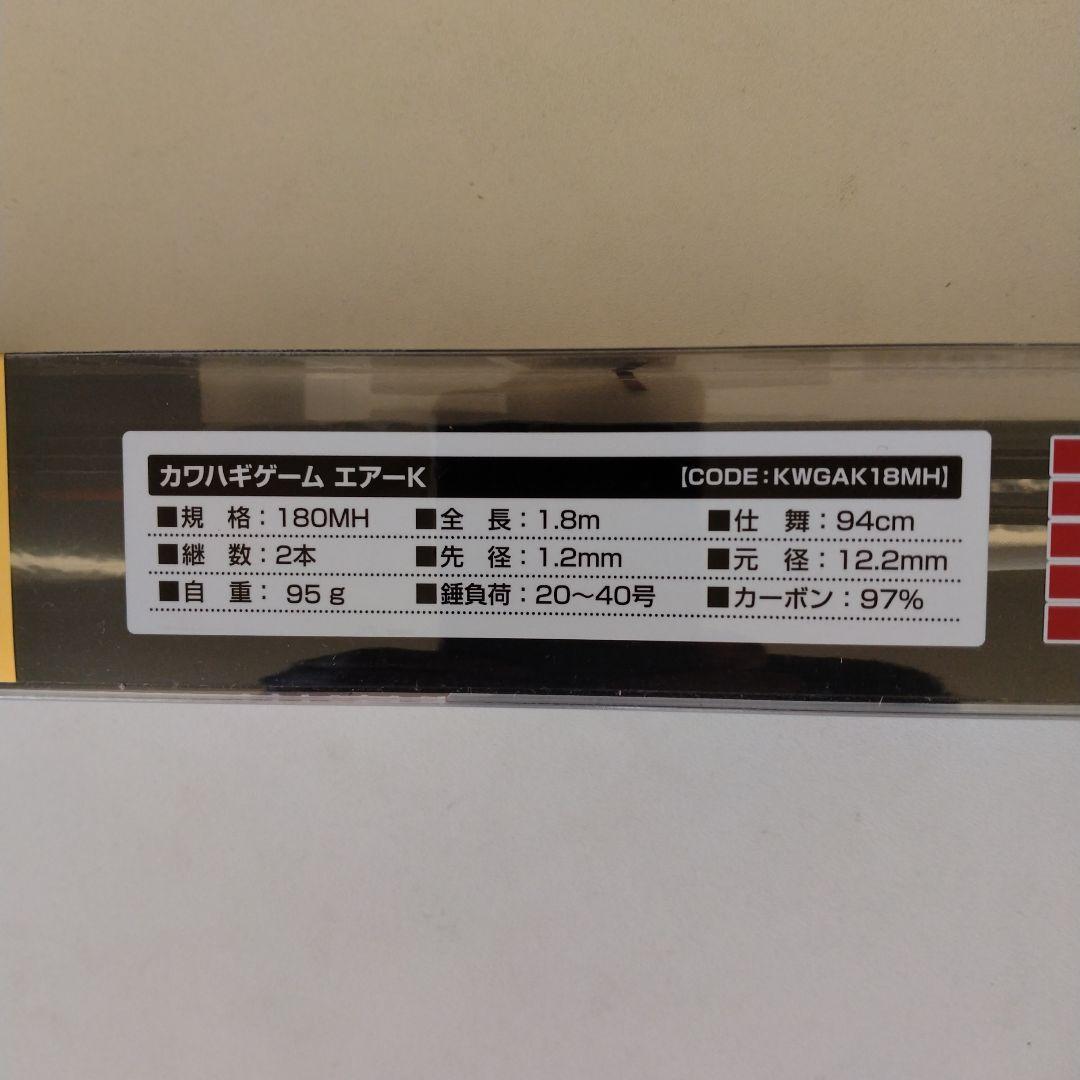 カワハギゲーム エアーK 【CODE:KWGAK18MH】
■規 格：180MH ■全 長：1.8m ■仕 舞：94cm
■継 数：2本 ■先 径：1.2mm ■元 径：12.2mm
■自 重： 95g ■錘負荷：20〜40号 ■カーボン：97%